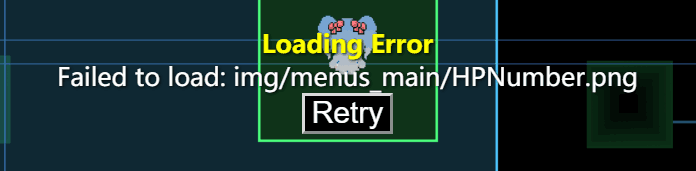 Loading Error
Failed to load: img/menus_main/HPNumber.png
Retry